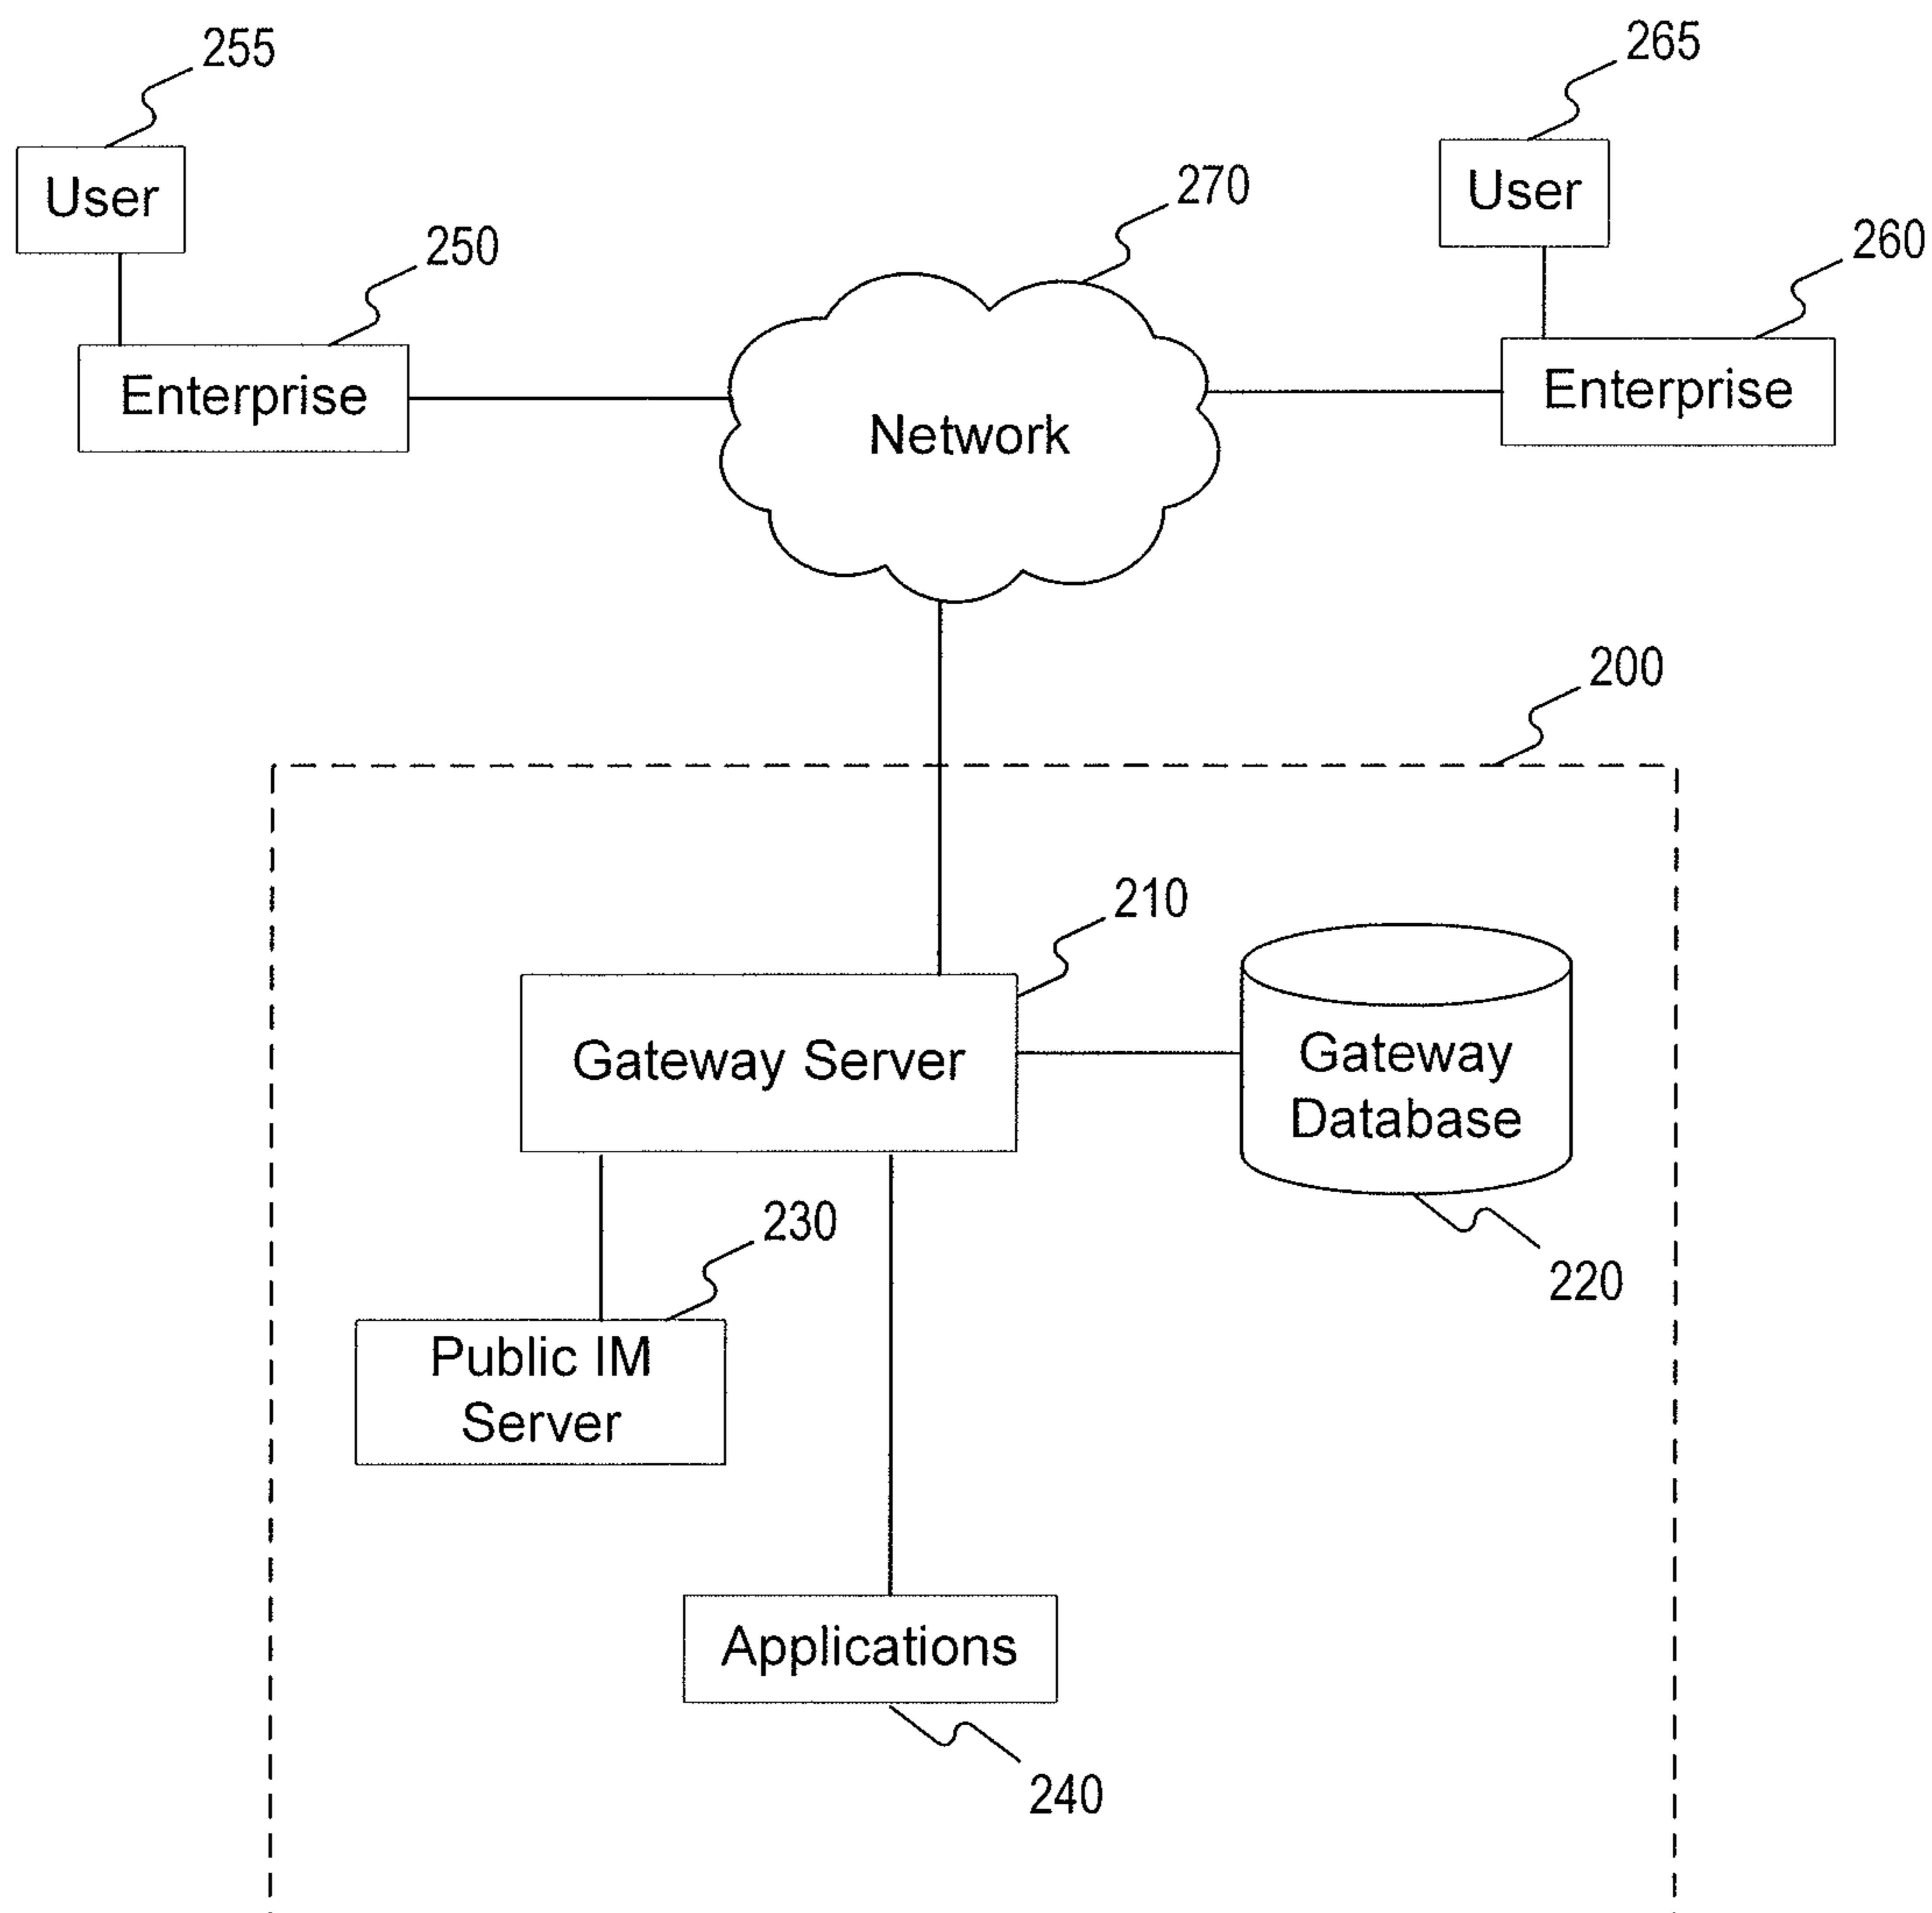 255
265
User
User
270
250
260
Enterprise
Network
Enterprise
200
210
Gateway Server
Gateway
Database
230
220
Public IM
Server
Applications
240